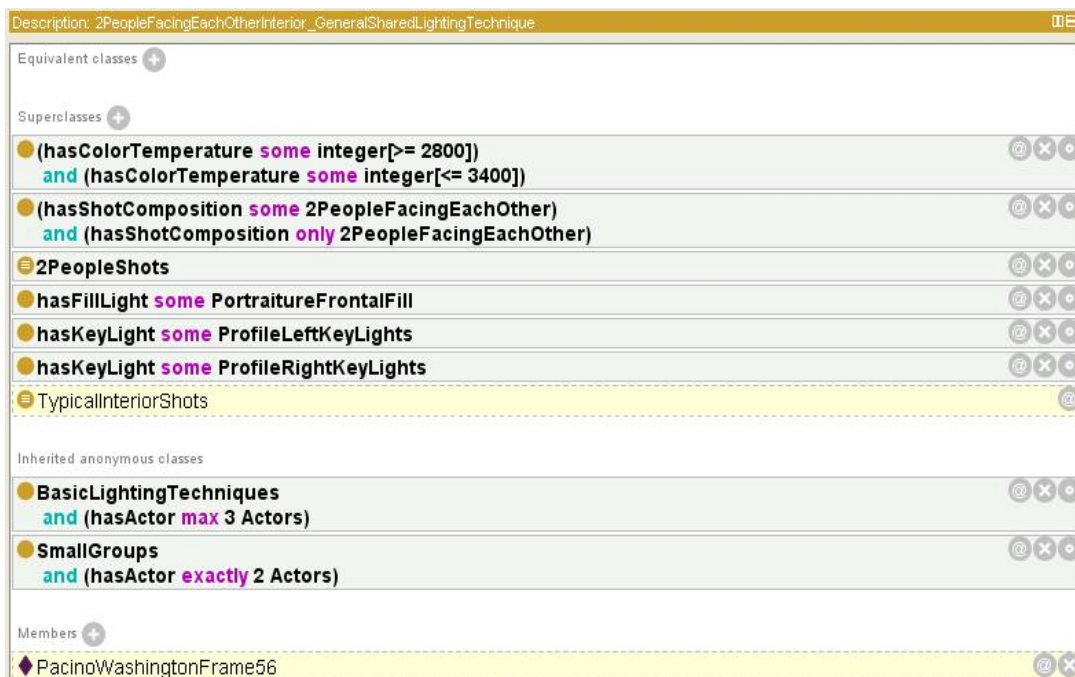 Description: 2PeopleFacingEachOtherInterior_GeneralSharedLightingTechnique
Equivalent classes
Superclasses
(hasColorTemperature some integer[>= 2800])
and (hasColorTemperature some integer[<= 3400])
(hasShotComposition some 2PeopleFacingEachOther)
and (hasShotComposition only 2PeopleFacingEachOther)
2PeopleShots
hasFillLight some PortraitureFrontalFill
hasKeyLight some ProfileLeftKeyLights
hasKeyLight some ProfileRightKeyLights
TypicalInteriorShots
Inherited anonymous classes
BasicLightingTechniques
and (hasActor max 3 Actors)
SmallGroups
and (hasActor exactly 2 Actors)
Members
PacinoWashingtonFrame56